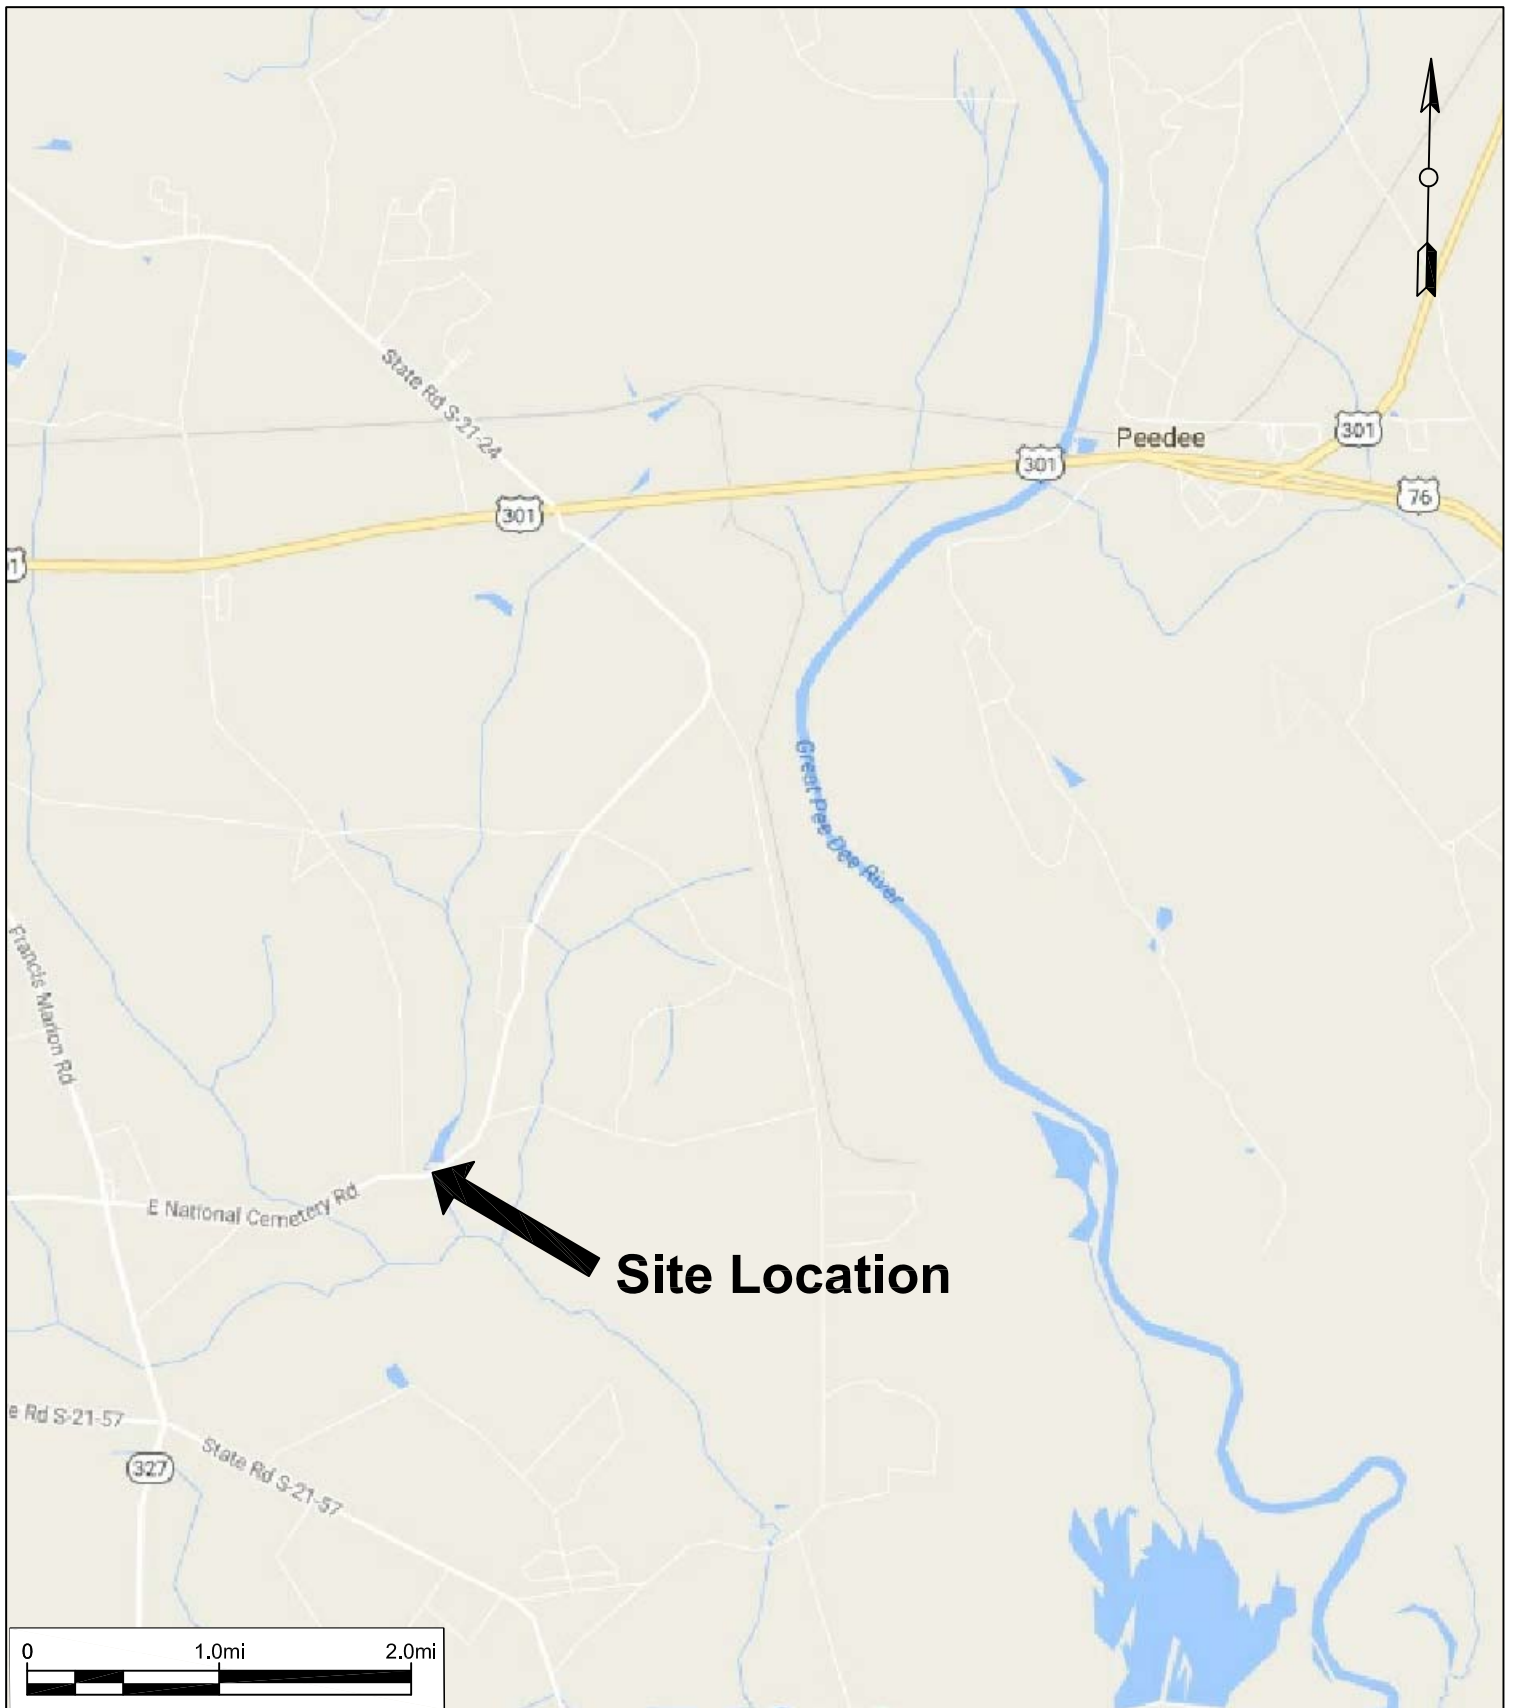 State Rd S-21-24
301
Peedee
301
76
301
1
Great Pee Dee River
Francis Marion Rd
E National Cemetery Rd
Site Location
e Rd S-21-57
327
State Rd S-21-57
0 1.0mi 2.0mi